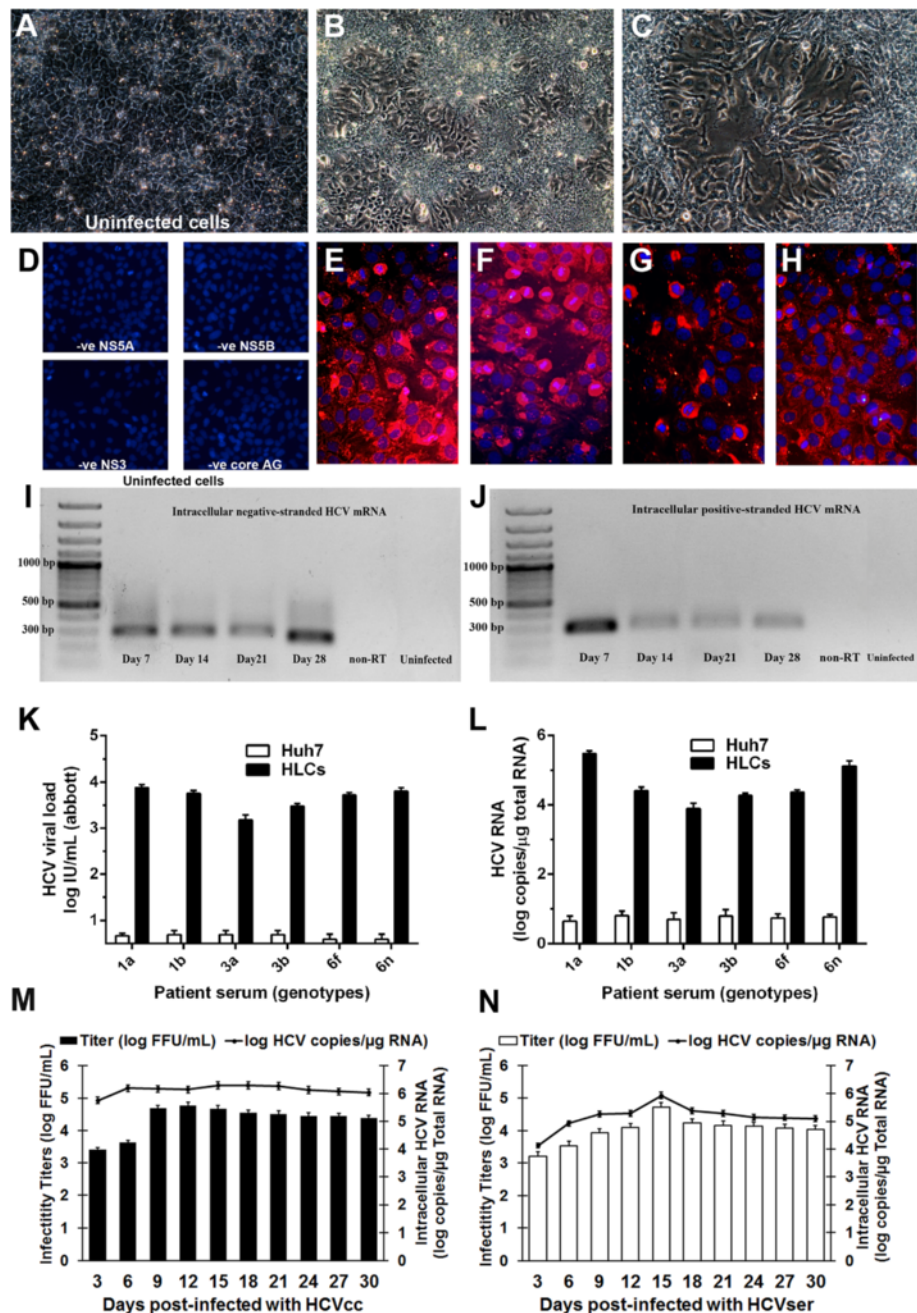 A
B
C
Uninfected cells
D
E
F
G
H
-ve NS5A
-ve NS5B
-ve NS3
-ve core AG
Uninfected cells
I
Intracellular negative-stranded HCV mRNA
1000 bp
500 bp
300 bp
Day 7
Day 14
Day21
Day 28
non-RT
Uninfected
J
Intracellular positive-stranded HCV mRNA
1000 bp
500 bp
300 bp
Day 7
Day 14
Day21
Day 28
non-RT
Uninfected
K
HCV viral load
log IU/mL (abbott)
5
4
3
2
1
Huh7
HLCs
1a
1b
3a
3b
6f
6n
Patient serum (genotypes)
L
HCV RNA
(log copies/µg total RNA)
6
4
2
0
Huh7
HLCs
1a
1b
3a
3b
6f
6n
Patient serum (genotypes)
M
Titer (log FFU/mL)
log HCV copies/µg RNA)
Infectitity Titers (log FFU/mL)
6
5
4
3
2
1
0
7
6
5
4
3
2
1
0
Intracellular HCV RNA
(log copies/µg Total RNA)
3 6 9 12 15 18 21 24 27 30
Days post-infected with HCVcc
N
Titer (log FFU/mL)
log HCV copies/µg RNA)
Infectitity Titers (log FFU/mL)
6
5
4
3
2
1
0
7
6
5
4
3
2
1
0
Intracellular HCV RNA
(log copies/µg Total RNA)
3 6 9 12 15 18 21 24 27 30
Days post-infected with HCVser